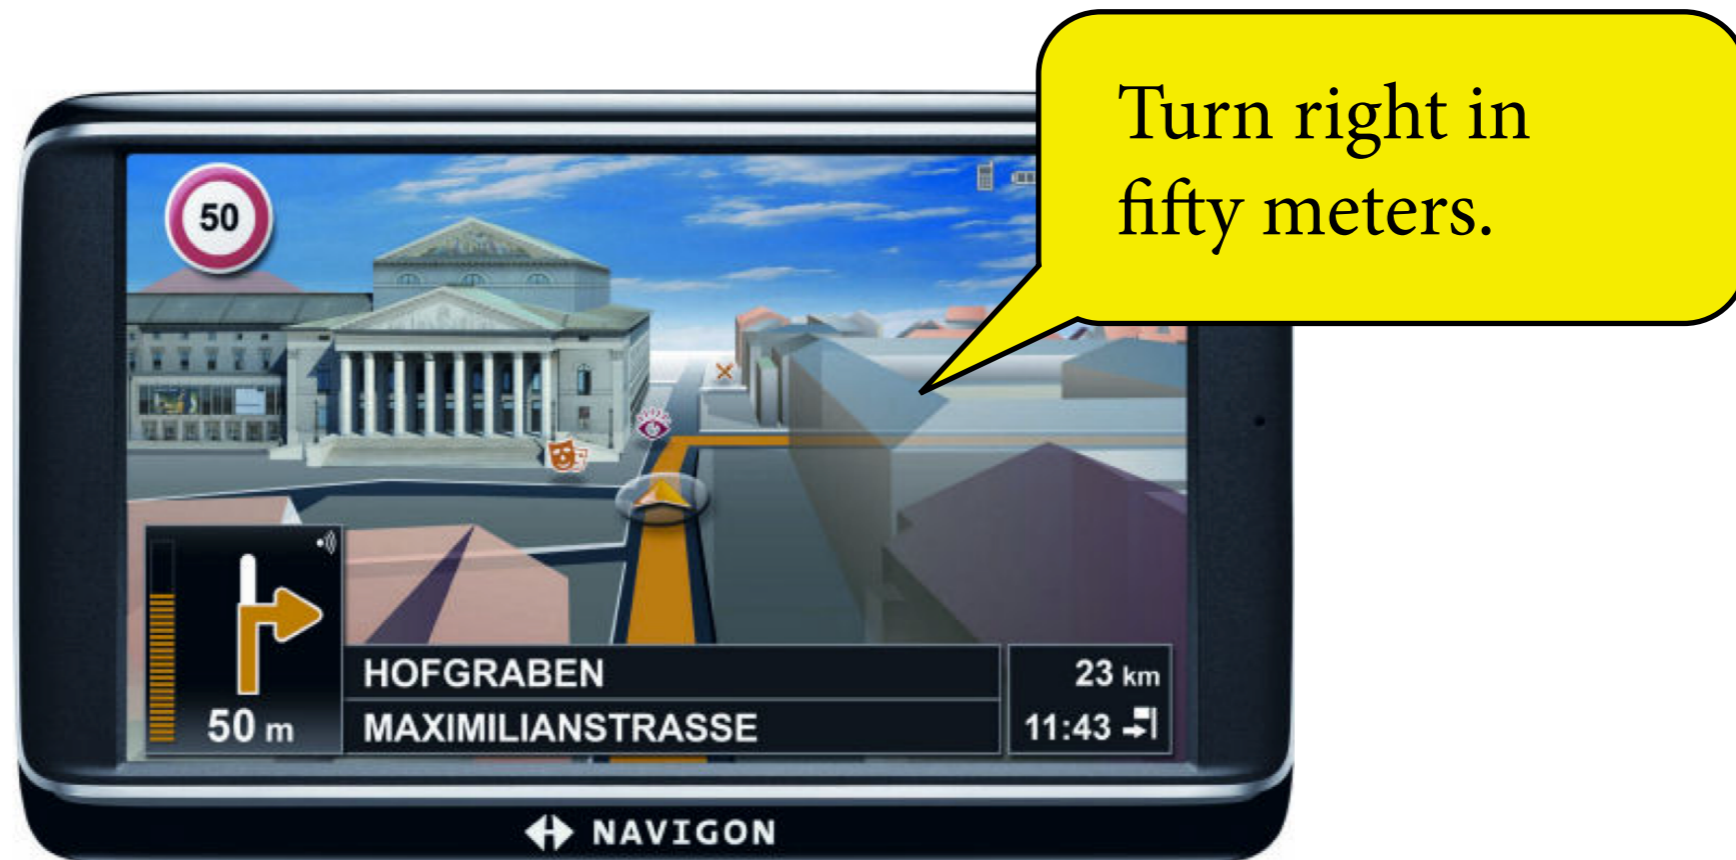 Turn right in
fifty meters.
50
HOFGRABEN
23 km
50 m
MAXIMILIANSTRASSE
11:43
NAVIGON